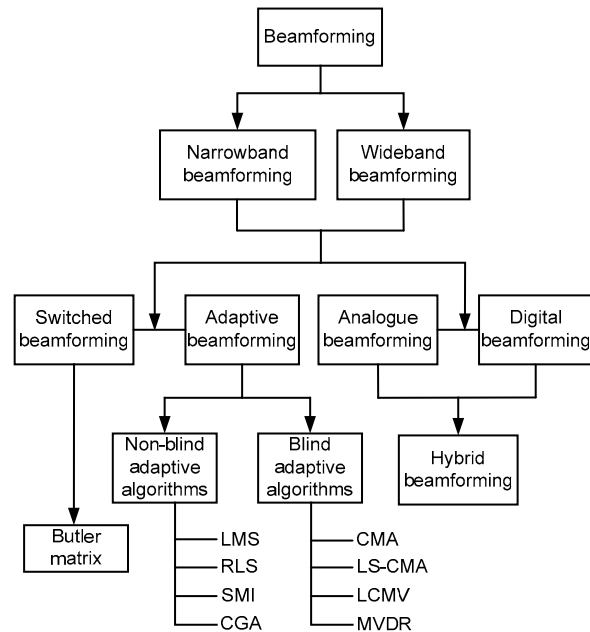 Beamforming
Narrowband
beamforming
Wideband
beamforming
Switched
beamforming
Adaptive
beamforming
Analogue
beamforming
Digital
beamforming
Non-blind
adaptive
algorithms
Blind
adaptive
algorithms
Hybrid
beamforming
Butler
matrix
LMS
RLS
SMI
CGA
CMA
LS-CMA
LCMV
MVDR